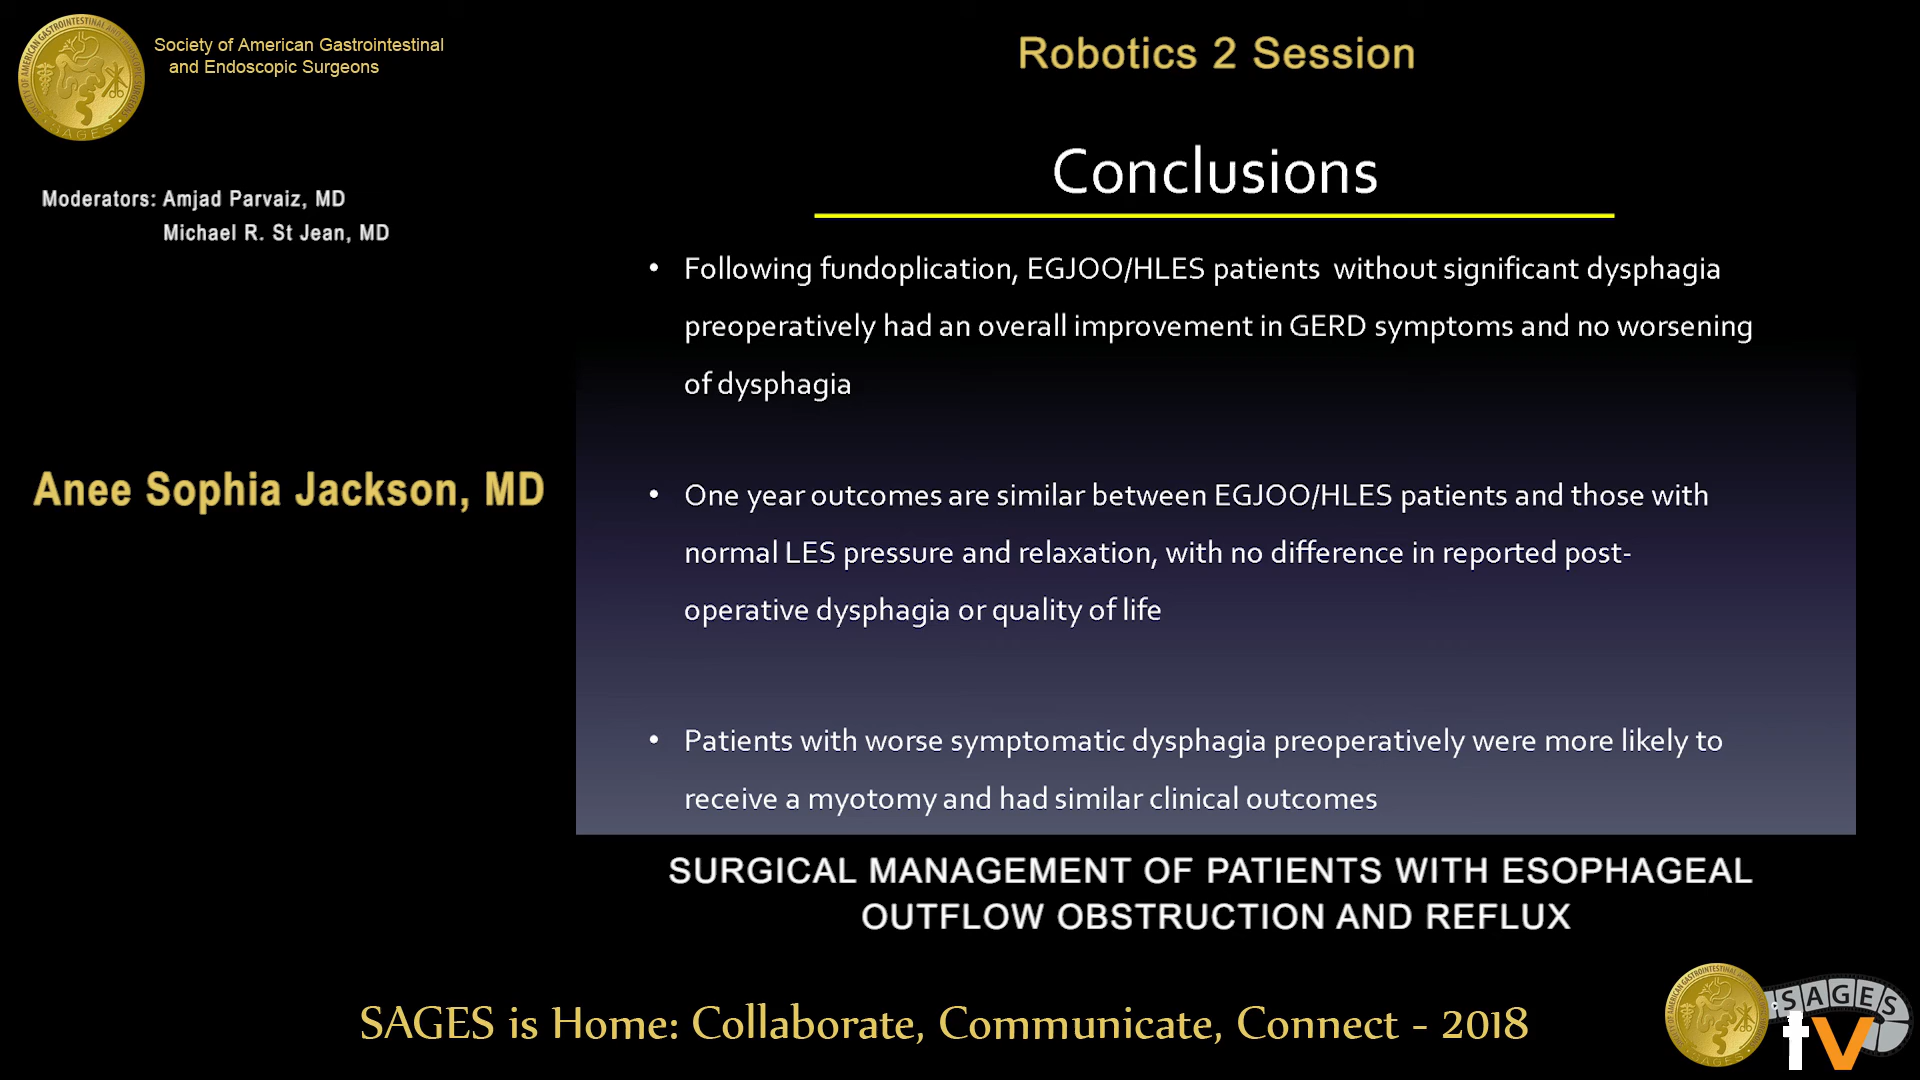 Society of American Gastrointestinal
and Endoscopic Surgeons
Robotics 2 Session
Moderators: Amjad Parvaiz, MD
Michael R. St Jean, MD
Anee Sophia Jackson, MD
Conclusions
• Following fundoplication, EGJOO/HLES patients without significant dysphagia
preoperatively had an overall improvement in GERD symptoms and no worsening
of dysphagia
• One year outcomes are similar between EGJOO/HLES patients and those with
normal LES pressure and relaxation, with no difference in reported post-
operative dysphagia or quality of life
• Patients with worse symptomatic dysphagia preoperatively were more likely to
receive a myotomy and had similar clinical outcomes
SURGICAL MANAGEMENT OF PATIENTS WITH ESOPHAGEAL
OUTFLOW OBSTRUCTION AND REFLUX
SAGES is Home: Collaborate, Communicate, Connect - 2018
SAGES
tv